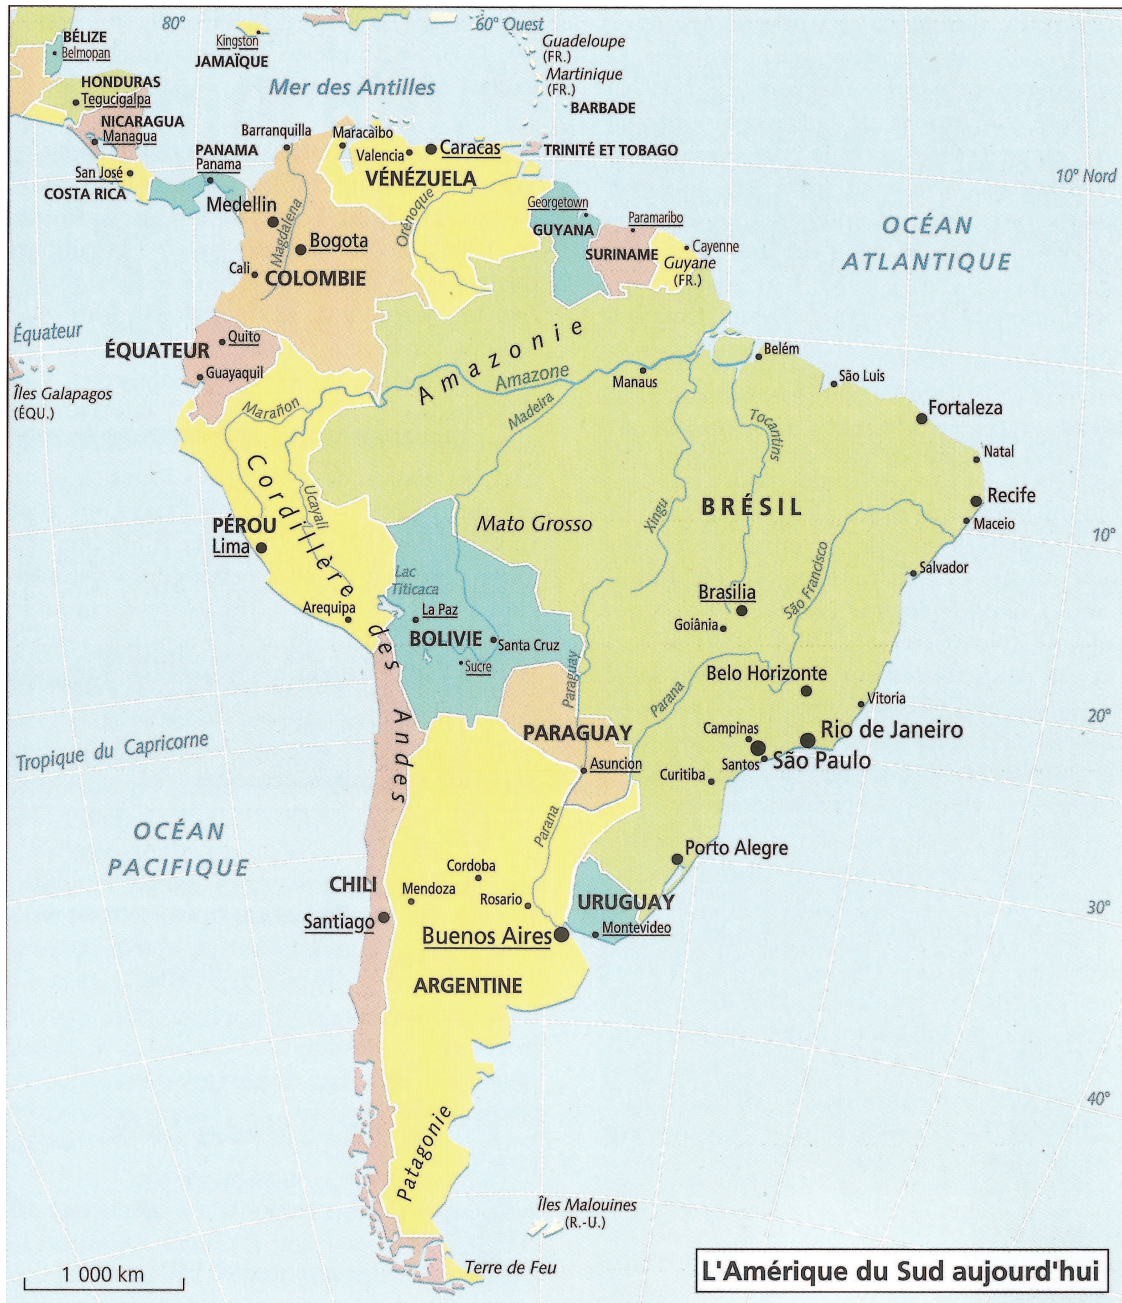 80°
60° Ouest
BÉLIZE
Belmopan
Kingston
JAMAÏQUE
Guadeloupe
(FR.)
Martinique
(FR.)
BARBADE
HONDURAS
Tegucigalpa
Mer des Antilles
NICARAGUA
Managua
Barranquilla
Maracaibo
Valencia
Caracas
TRINITÉ ET TOBAGO
PANAMA
Panama
San José
COSTA RICA
VÉNÉZUELA
10° Nord
Medellin
Magdalena
Orénoque
Georgetown
GUYANA
Paramaribo
SURINAME
Cayenne
Guyane
(FR.)
OCÉAN
ATLANTIQUE
Bogota
Cali
COLOMBIE
Équateur
Quito
ÉQUATEUR
Guayaquil
Îles Galapagos
(ÉQU.)
Amazonie
Amazone
Manaus
Belém
São Luis
Fortaleza
Marañon
Madeira
Tocantins
Natal
Cordillère des Andes
Ucayali
Xingu
BRÉSIL
Recife
Maceio
PÉROU
Lima
Mato Grosso
10°
São Francisco
Salvador
Lac
Titicaca
Arequipa
La Paz
BOLIVIE
Santa Cruz
Sucre
Brasilia
Goiânia
Paraguay
Parana
Belo Horizonte
Vitoria
20°
Tropique du Capricorne
PARAGUAY
Campinas
Rio de Janeiro
Santos
São Paulo
Asuncion
Curitiba
Parana
OCÉAN
PACIFIQUE
Porto Alegre
Cordoba
CHILI
Mendoza
Rosario
URUGUAY
30°
Santiago
Buenos Aires
Montevideo
ARGENTINE
40°
Patagonie
Îles Malouines
(R.-U.)
Terre de Feu
1 000 km
L'Amérique du Sud aujourd'hui